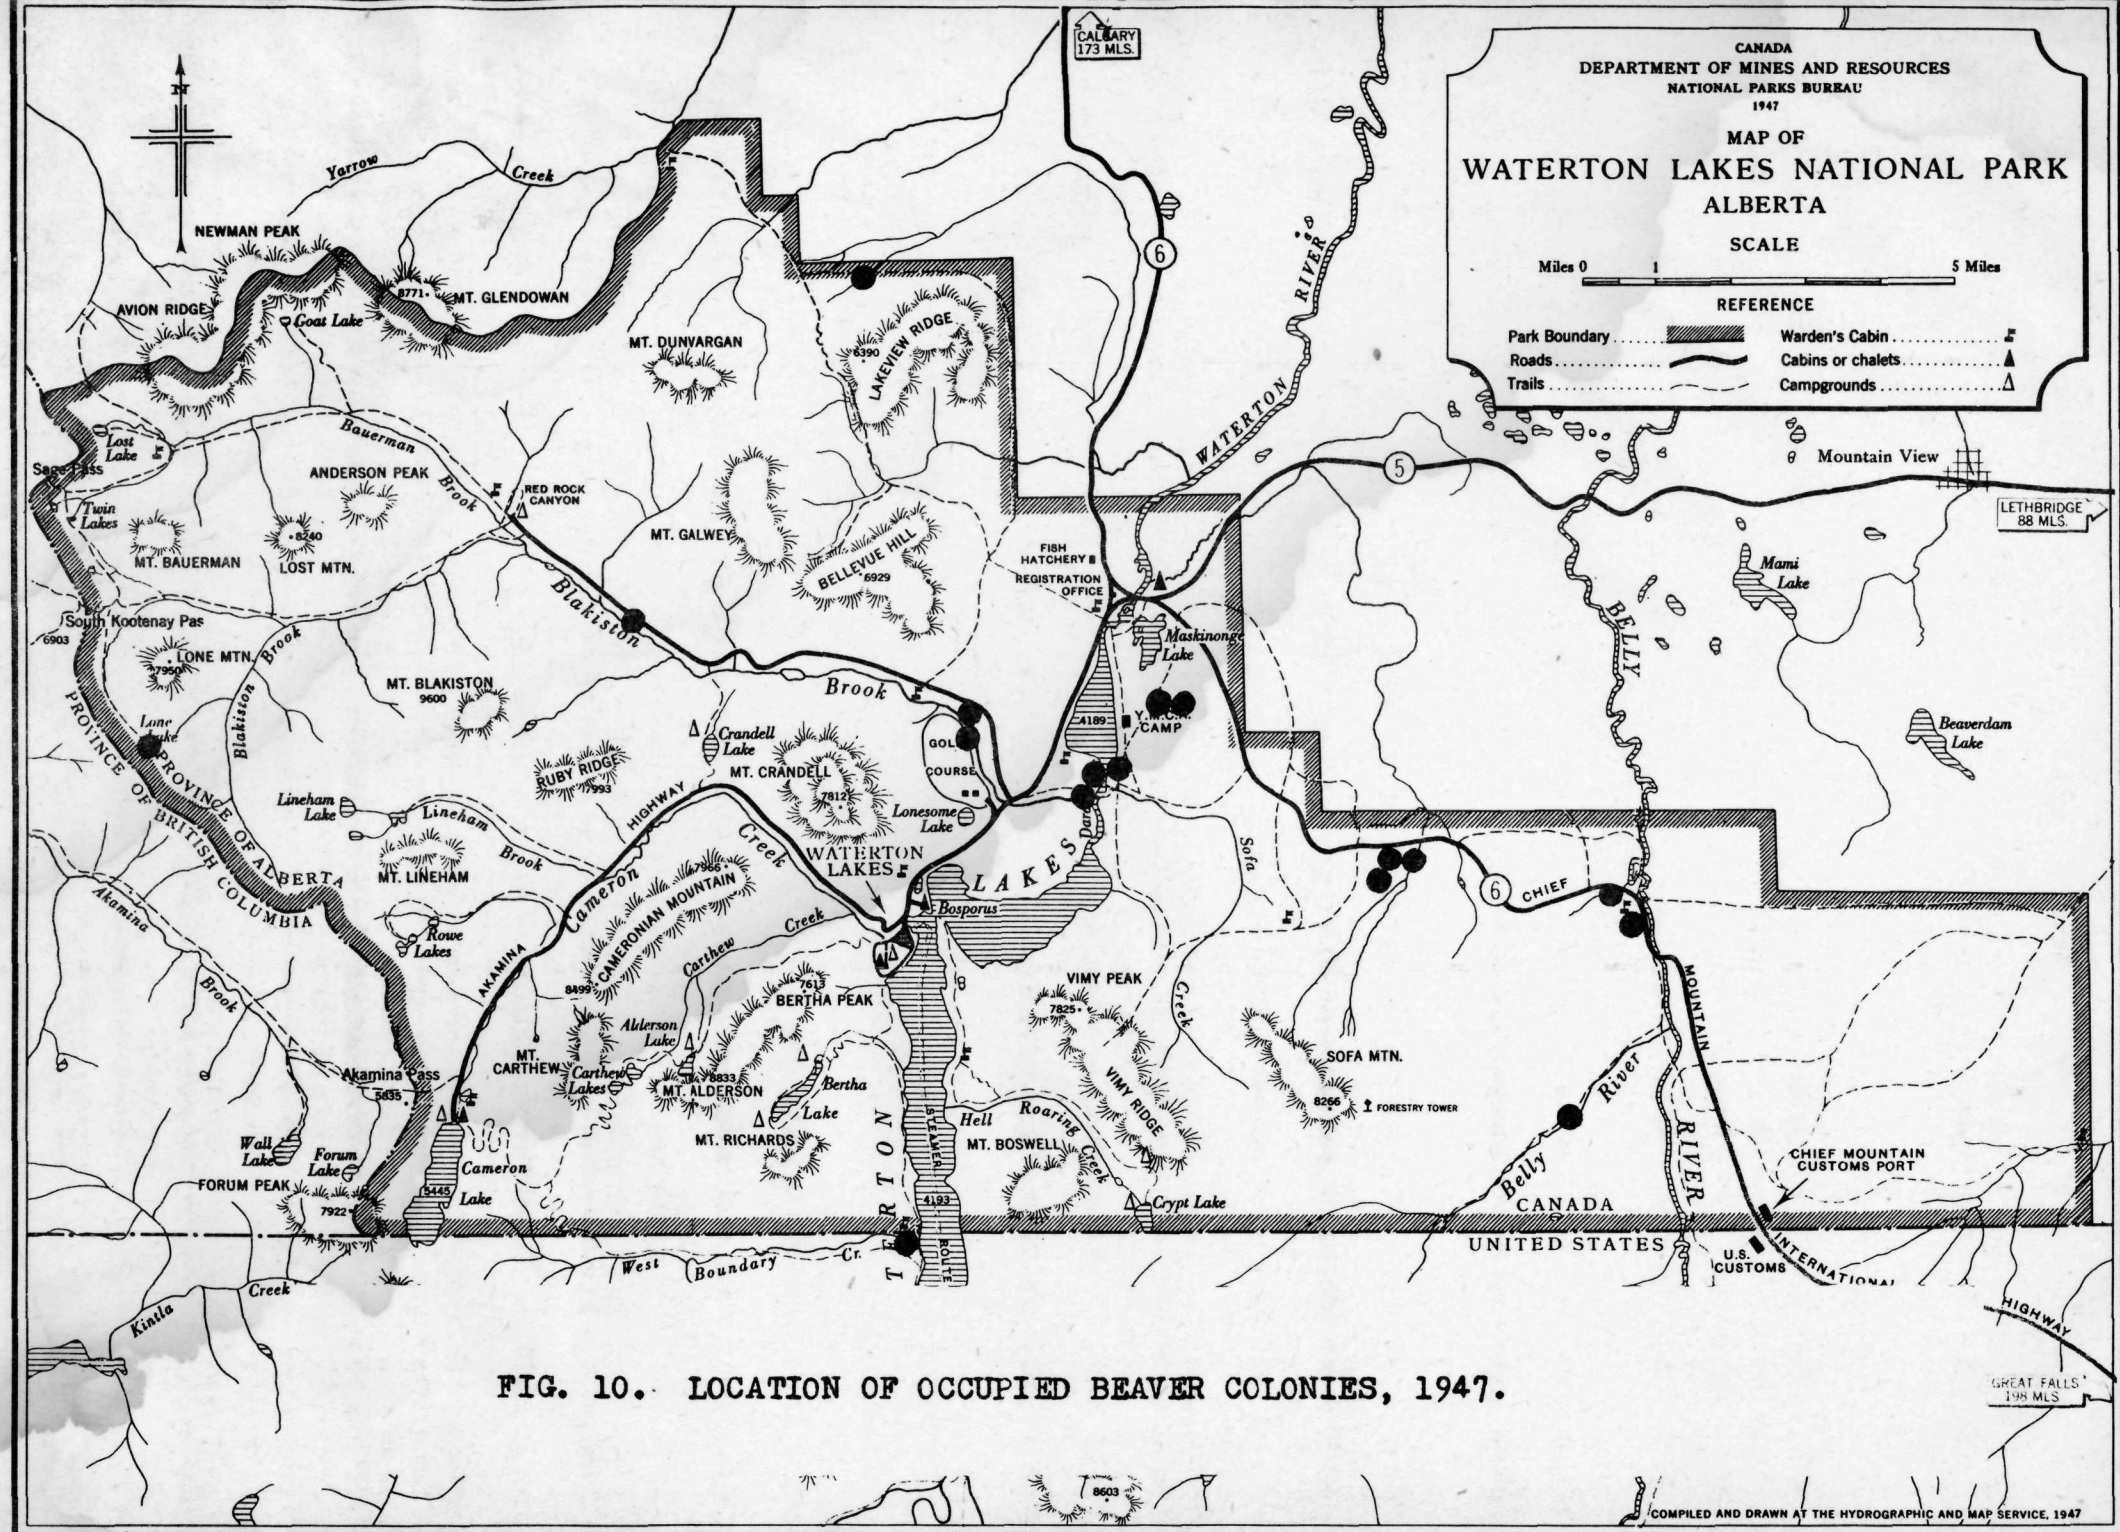 CALGARY
173 MLS.
CANADA
DEPARTMENT OF MINES AND RESOURCES
NATIONAL PARKS BUREAU
1947
MAP OF
WATERTON LAKES NATIONAL PARK
ALBERTA
SCALE
Miles 0 1 5 Miles
REFERENCE
Park Boundary
Roads
Trails
Warden's Cabin
Cabins or chalets
Campgrounds
N
Yarrow Creek
NEWMAN PEAK
AVION RIDGE
Goat Lake
8771
MT. GLENDOWAN
MT. DUNVARGAN
6390
LAKEVIEW RIDGE
6
WATERTON RIVER
5
Mountain View
LETHBRIDGE
88 MLS.
Lost
Lake
Sage Pass
Twin
Lakes
Bauerman Brook
ANDERSON PEAK
RED ROCK
CANYON
MT. BAUERMAN
8240
LOST MTN.
MT. GALWEY
BELLEVUE HILL
6929
FISH
HATCHERY
REGISTRATION
OFFICE
Mami
Lake
BELLY RIVER
South Kootenay Pas
6903
LONE MTN.
7950
Blakiston Brook
Blakiston Brook
Maskinonge
Lake
MT. BLAKISTON
9600
Lone
Lake
4189
Y.M.C.A.
CAMP
Beaverdam
Lake
Crandell
Lake
GOLF
COURSE
RUBY RIDGE
7993
MT. CRANDELL
7812
PROVINCE OF ALBERTA
PROVINCE OF BRITISH COLUMBIA
Lineham
Lake
Lineham Brook
MT. LINEHAM
AKAMINA HIGHWAY
Cameron Creek
Lonesome
Lake
WATERTON
LAKES
LAKES
Bosporus
7966
CAMERONIAN MOUNTAIN
8499
Carthew Creek
Sofa Creek
6
CHIEF MOUNTAIN
Akamina Brook
Rowe
Lakes
7613
BERTHA PEAK
VIMY PEAK
7825
Alderson
Lake
MT.
CARTHEW
Carthew
Lakes
8833
MT. ALDERSON
Bertha
Lake
VIMY RIDGE
SOFA MTN.
8266
FORESTRY TOWER
Akamina Pass
5835
MT. RICHARDS
Hell Roaring Creek
MT. BOSWELL
Wall
Lake
Forum
Lake
FORUM PEAK
7922
Cameron
Lake
5445
STEAMER ROUTE
4193
Crypt Lake
Belly River
CHIEF MOUNTAIN
CUSTOMS PORT
CANADA
UNITED STATES
U.S.
CUSTOMS
INTERNATIONAL
HIGHWAY
West Boundary Cr.
Kintla Creek
GREAT FALLS
198 MLS
FIG. 10. LOCATION OF OCCUPIED BEAVER COLONIES, 1947.
8603
COMPILED AND DRAWN AT THE HYDROGRAPHIC AND MAP SERVICE, 1947